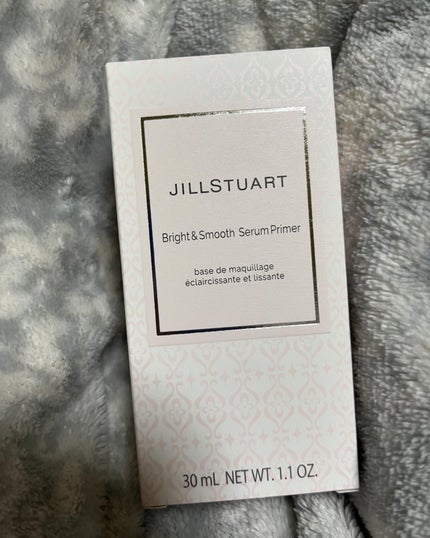 JILLSTUART
Bright & Smooth Serum Primer
base de maquillage
éclaircissante et lissante
30 mL NET WT. 1.1 OZ.